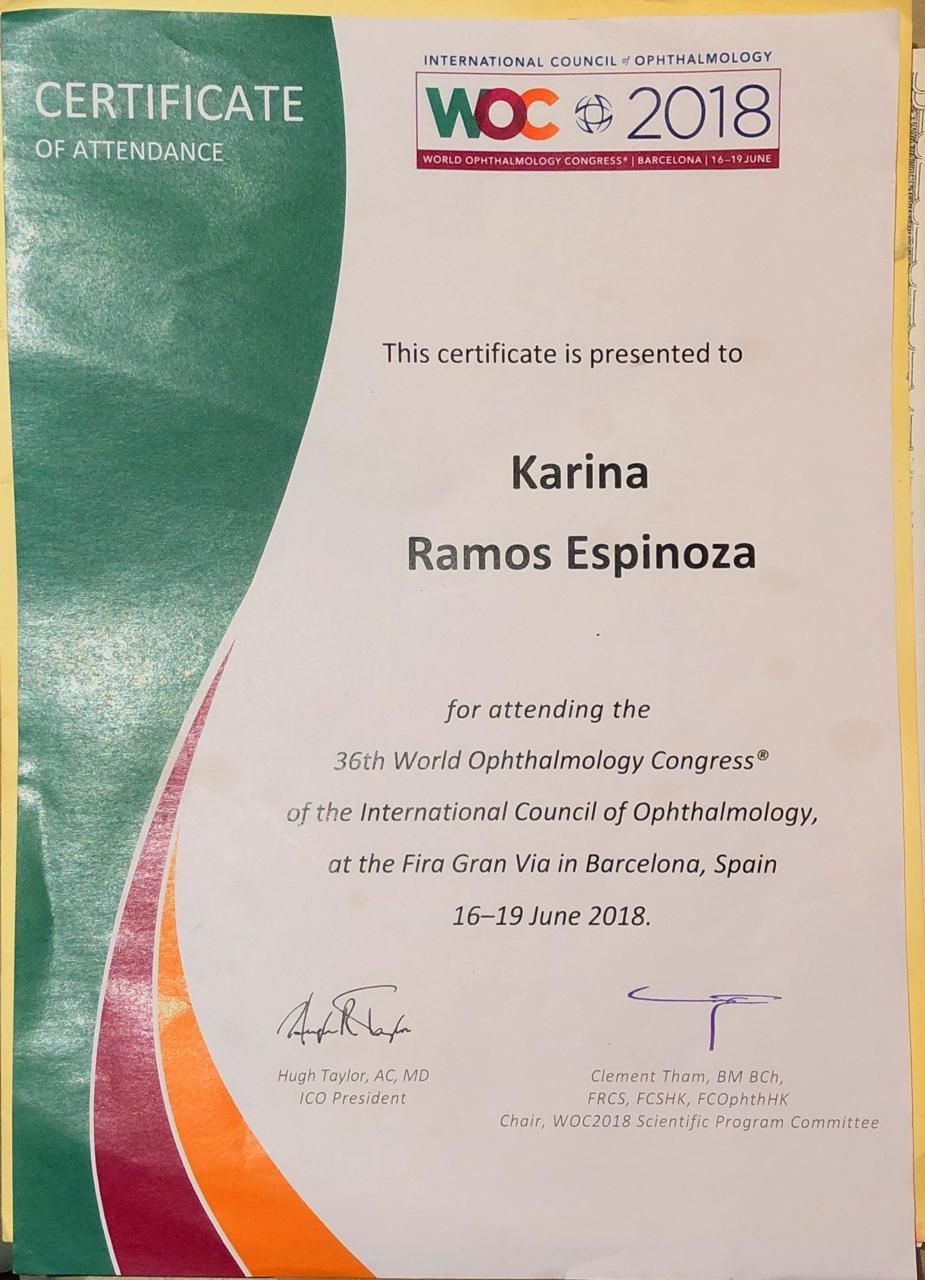 CERTIFICATE
OF ATTENDANCE
INTERNATIONAL COUNCIL of OPHTHALMOLOGY
WOC 2018
WORLD OPHTHALMOLOGY CONGRESS® | BARCELONA | 16–19 JUNE
This certificate is presented to
Karina
Ramos Espinoza
for attending the
36th World Ophthalmology Congress®
of the International Council of Ophthalmology,
at the Fira Gran Via in Barcelona, Spain
16–19 June 2018.
Hugh R Taylor
Hugh Taylor, AC, MD
ICO President
Clement Tham, BM BCh,
FRCS, FCSHK, FCOphthHK
Chair, WOC2018 Scientific Program Committee